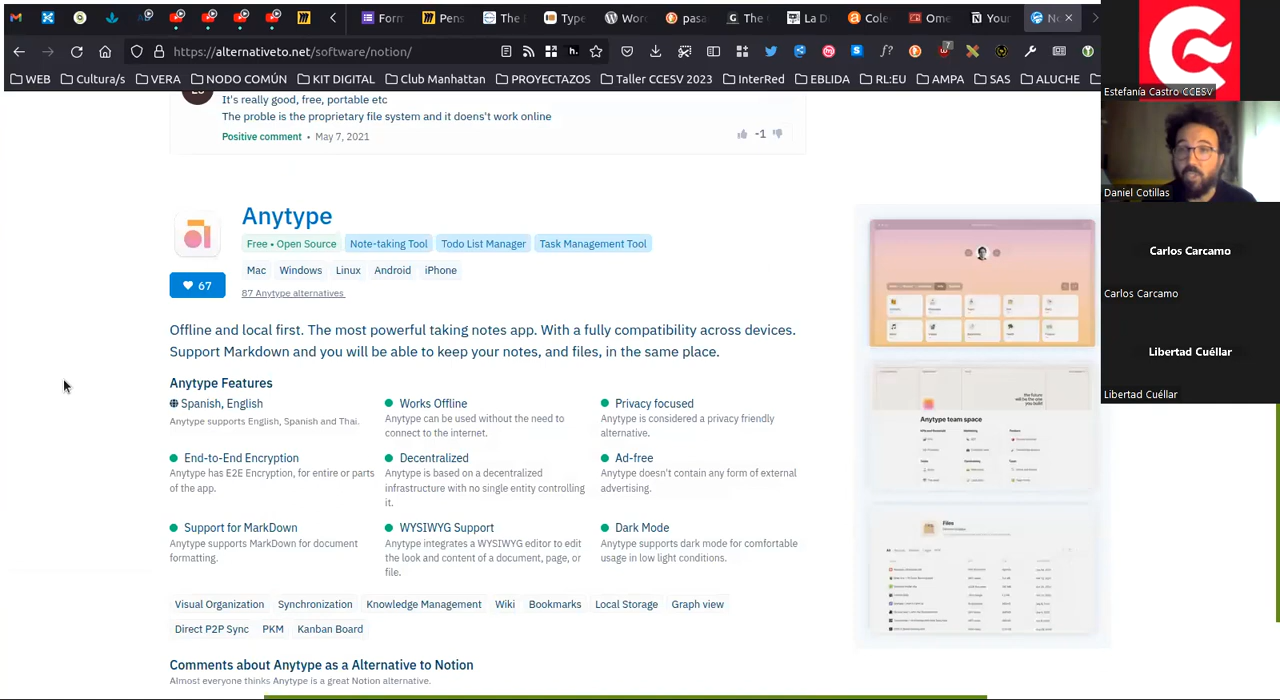 Form
Pens
The
Type
Wor
pasa
The
La D
Cole
Ome
Your
No
https://alternativeto.net/software/notion/
WEB
Cultura/s
VERA
NODO COMÚN
KIT DIGITAL
Club Manhattan
PROYECTAZOS
Taller CCESV 2023
InterRed
EBLIDA
RL:EU
AMPA
SAS
ALUCHE
It's really good, free, portable etc
The proble is the proprietary file system and it doens't work online
Positive comment • May 7, 2021
-1
Anytype
Free • Open Source
Note-taking Tool
Todo List Manager
Task Management Tool
Mac
Windows
Linux
Android
iPhone
67
87 Anytype alternatives
Offline and local first. The most powerful taking notes app. With a fully compatibility across devices.
Support Markdown and you will be able to keep your notes, and files, in the same place.
Anytype Features
Spanish, English
Anytype supports English, Spanish and Thai.
Works Offline
Anytype can be used without the need to
connect to the internet.
Privacy focused
Anytype is considered a privacy friendly
alternative.
End-to-End Encryption
Anytype has E2E Encryption, for entire or parts
of the app.
Decentralized
Anytype is based on a decentralized
infrastructure with no single entity controlling
it.
Ad-free
Anytype doesn't contain any form of external
advertising.
Support for MarkDown
Anytype supports MarkDown for document
formatting.
WYSIWYG Support
Anytype integrates a WYSIWYG editor to edit
the look and content of a document, page, or
file.
Dark Mode
Anytype supports dark mode for comfortable
usage in low light conditions.
Visual Organization
Synchronization
Knowledge Management
Wiki
Bookmarks
Local Storage
Graph view
Direct P2P Sync
PKM
Kanban Board
Comments about Anytype as a Alternative to Notion
Almost everyone thinks Anytype is a great Notion alternative.
Anytype team space
Files
Estefanía Castro CCESV
Daniel Cotillas
Carlos Carcamo
Carlos Carcamo
Libertad Cuéllar
Libertad Cuéllar